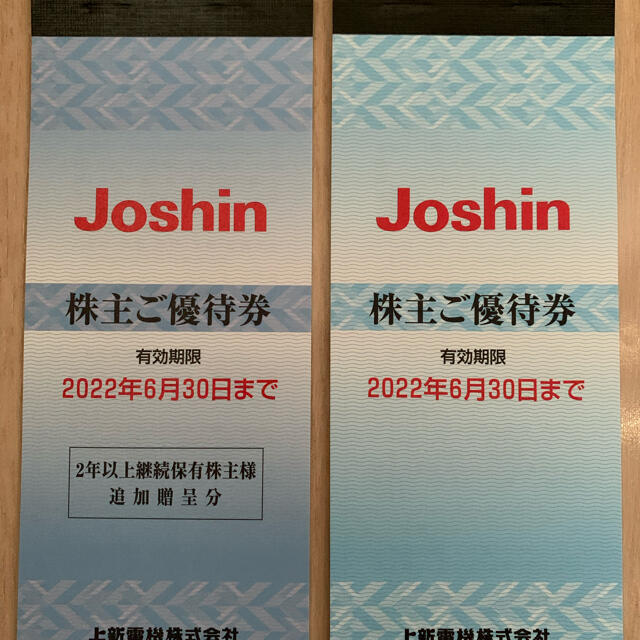 Joshin
株主ご優待券
有効期限
2022年6月30日まで
2年以上継続保有株主様
追加贈呈分
上新電機株式会社
Joshin
株主ご優待券
有効期限
2022年6月30日まで
上新電機株式会社